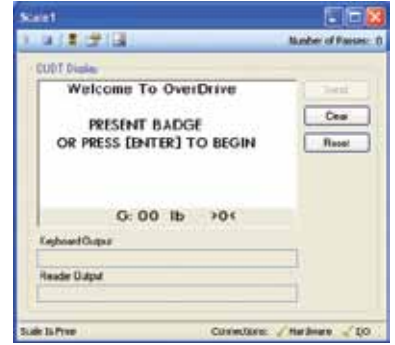 Scale1
Number of Passes: 0
CUDT Display
Welcome To OverDrive
PRESENT BADGE
OR PRESS [ENTER] TO BEGIN
G: 00 lb >0<
Send
Clear
Reset
Keyboard Output
Reader Output
Scale Is Free
Connections: Hardware I/O